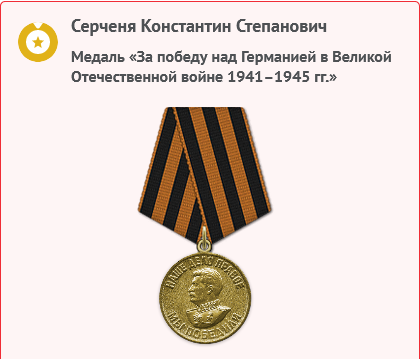 Серченя Константин Степанович
Медаль «За победу над Германией в Великой
Отечественной войне 1941–1945 гг.»
НАШЕ ДЕЛО ПРАВОЕ
МЫ ПОБЕДИЛИ